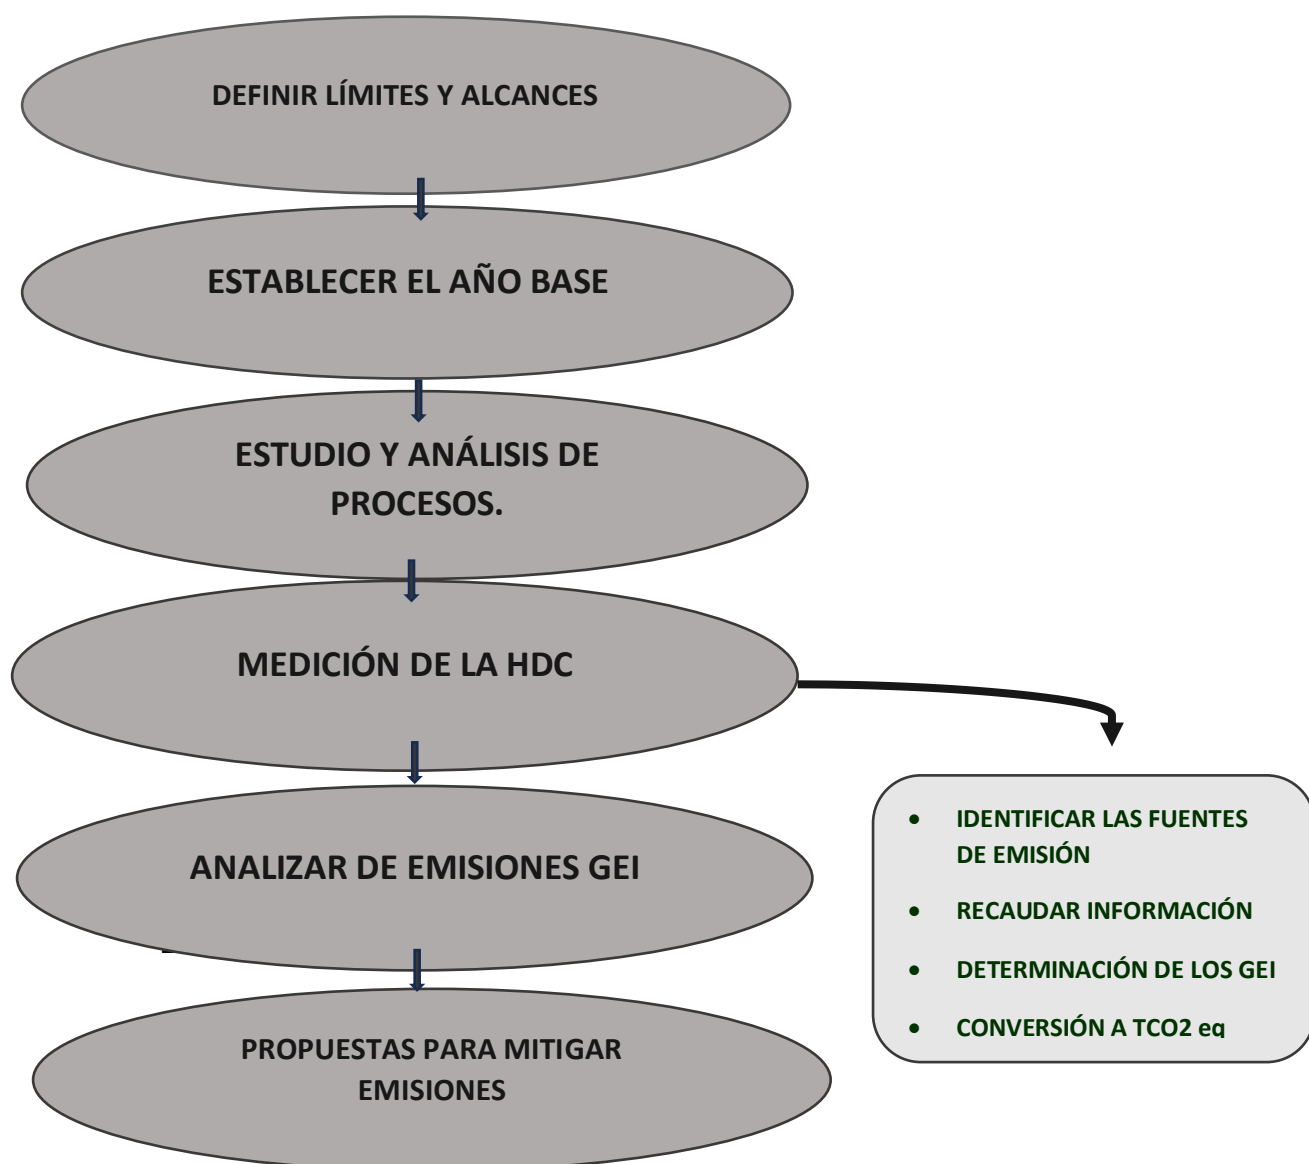 DEFINIR LÍMITES Y ALCANCES
ESTABLECER EL AÑO BASE
ESTUDIO Y ANÁLISIS DE
PROCESOS.
MEDICIÓN DE LA HDC
ANALIZAR DE EMISIONES GEI
PROPUESTAS PARA MITIGAR
EMISIONES
• IDENTIFICAR LAS FUENTES
DE EMISIÓN
• RECAUDAR INFORMACIÓN
• DETERMINACIÓN DE LOS GEI
• CONVERSIÓN A TCO2 eq